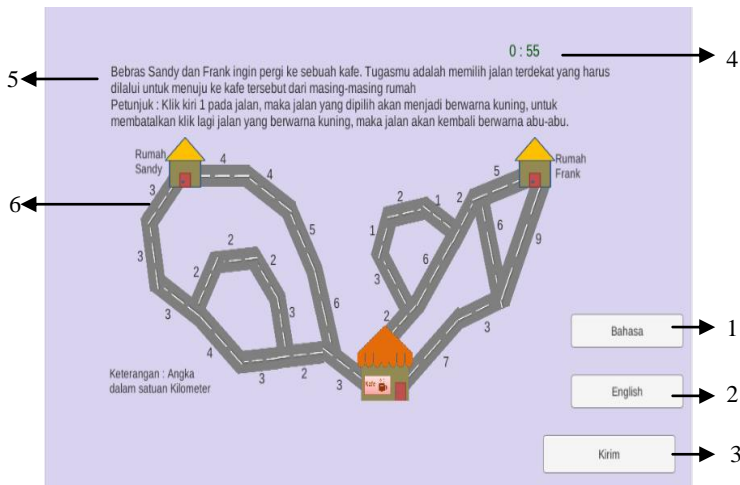 0 : 55
4
5
Bebras Sandy dan Frank ingin pergi ke sebuah kafe. Tugasmu adalah memilih jalan terdekat yang harus
dilalui untuk menuju ke kafe tersebut dari masing-masing rumah
Petunjuk : Klik kiri 1 pada jalan, maka jalan yang dipilih akan menjadi berwarna kuning, untuk
membatalkan klik lagi jalan yang berwarna kuning, maka jalan akan kembali berwarna abu-abu.
Rumah
Sandy
4
4
3
5
3
2
2
2
3
3
4
3
2
6
3
Rumah
Frank
5
2
1
2
1
3
6
6
9
2
3
7
6
Kafe
Keterangan : Angka
dalam satuan Kilometer
Bahasa
1
English
2
Kirim
3